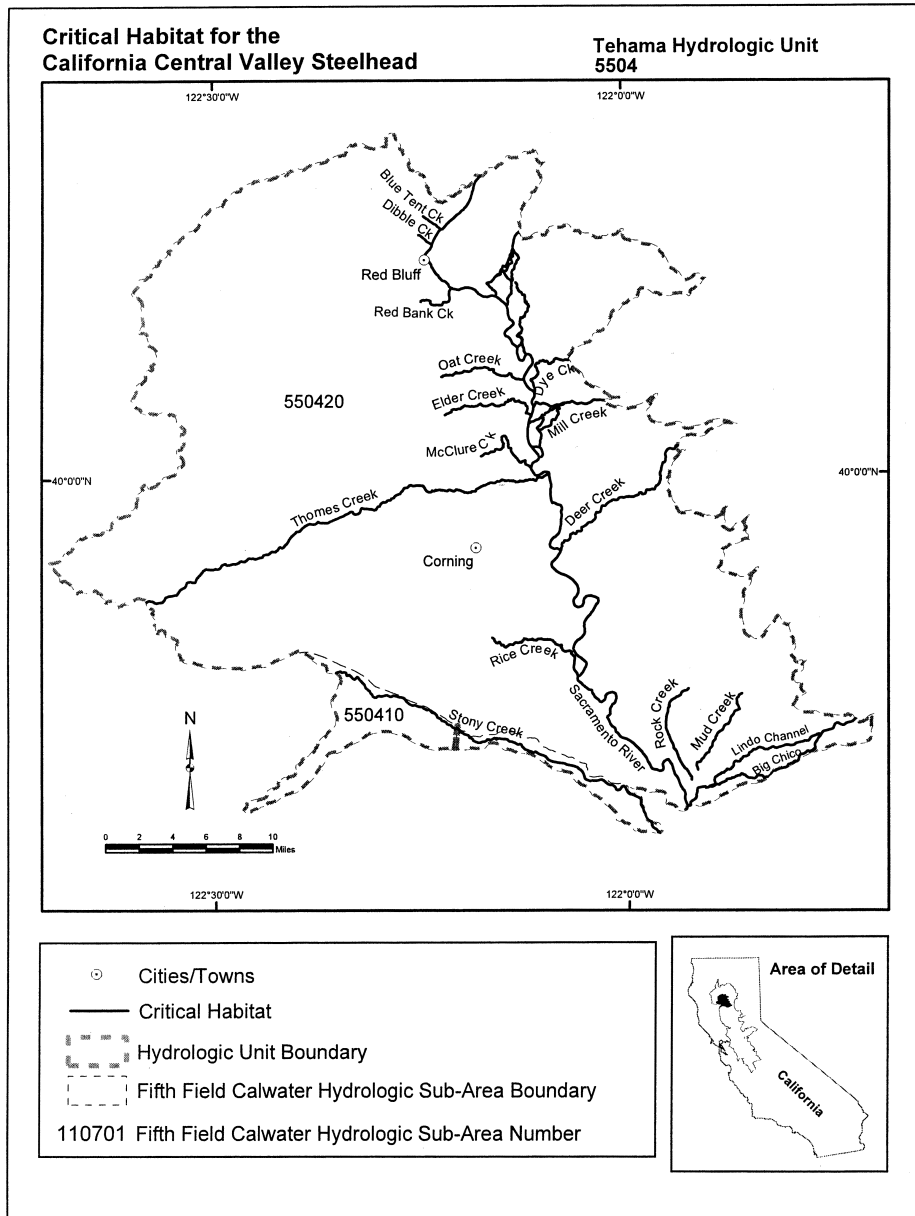 Critical Habitat for the
California Central Valley Steelhead
Tehama Hydrologic Unit
5504
122°30'0"W
122°0'0"W
Blue Tent Ck
Dibble Ck
Red Bluff
Red Bank Ck
Oat Creek
Dye Ck
Elder Creek
550420
Mill Creek
McClure Ck
40°0'0"N
40°0'0"N
Thomes Creek
Deer Creek
Corning
Rice Creek
Sacramento River
Rock Creek
Mud Creek
550410
Stony Creek
Lindo Channel
Big Chico
N
0 2 4 6 8 10
Miles
122°30'0"W
122°0'0"W
Cities/Towns
Critical Habitat
Hydrologic Unit Boundary
Fifth Field Calwater Hydrologic Sub-Area Boundary
110701 Fifth Field Calwater Hydrologic Sub-Area Number
Area of Detail
California